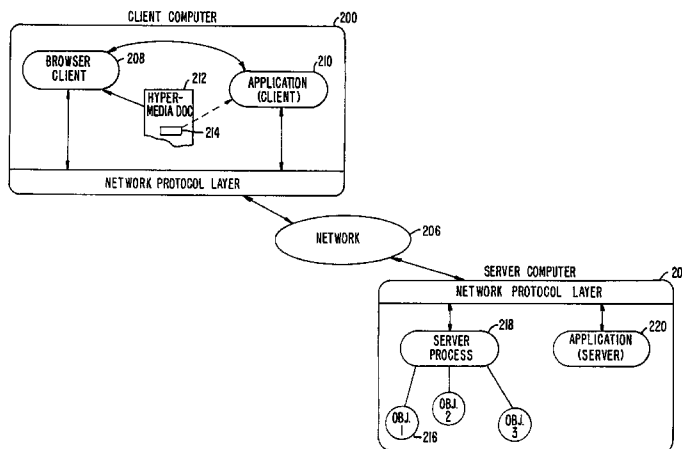 CLIENT COMPUTER
200
BROWSER
CLIENT
208
212
HYPER-
MEDIA DOC
214
APPLICATION
(CLIENT)
210
NETWORK PROTOCOL LAYER
NETWORK
206
SERVER COMPUTER
20
NETWORK PROTOCOL LAYER
SERVER
PROCESS
218
APPLICATION
(SERVER)
220
OBJ.
1
216
OBJ.
2
OBJ.
3